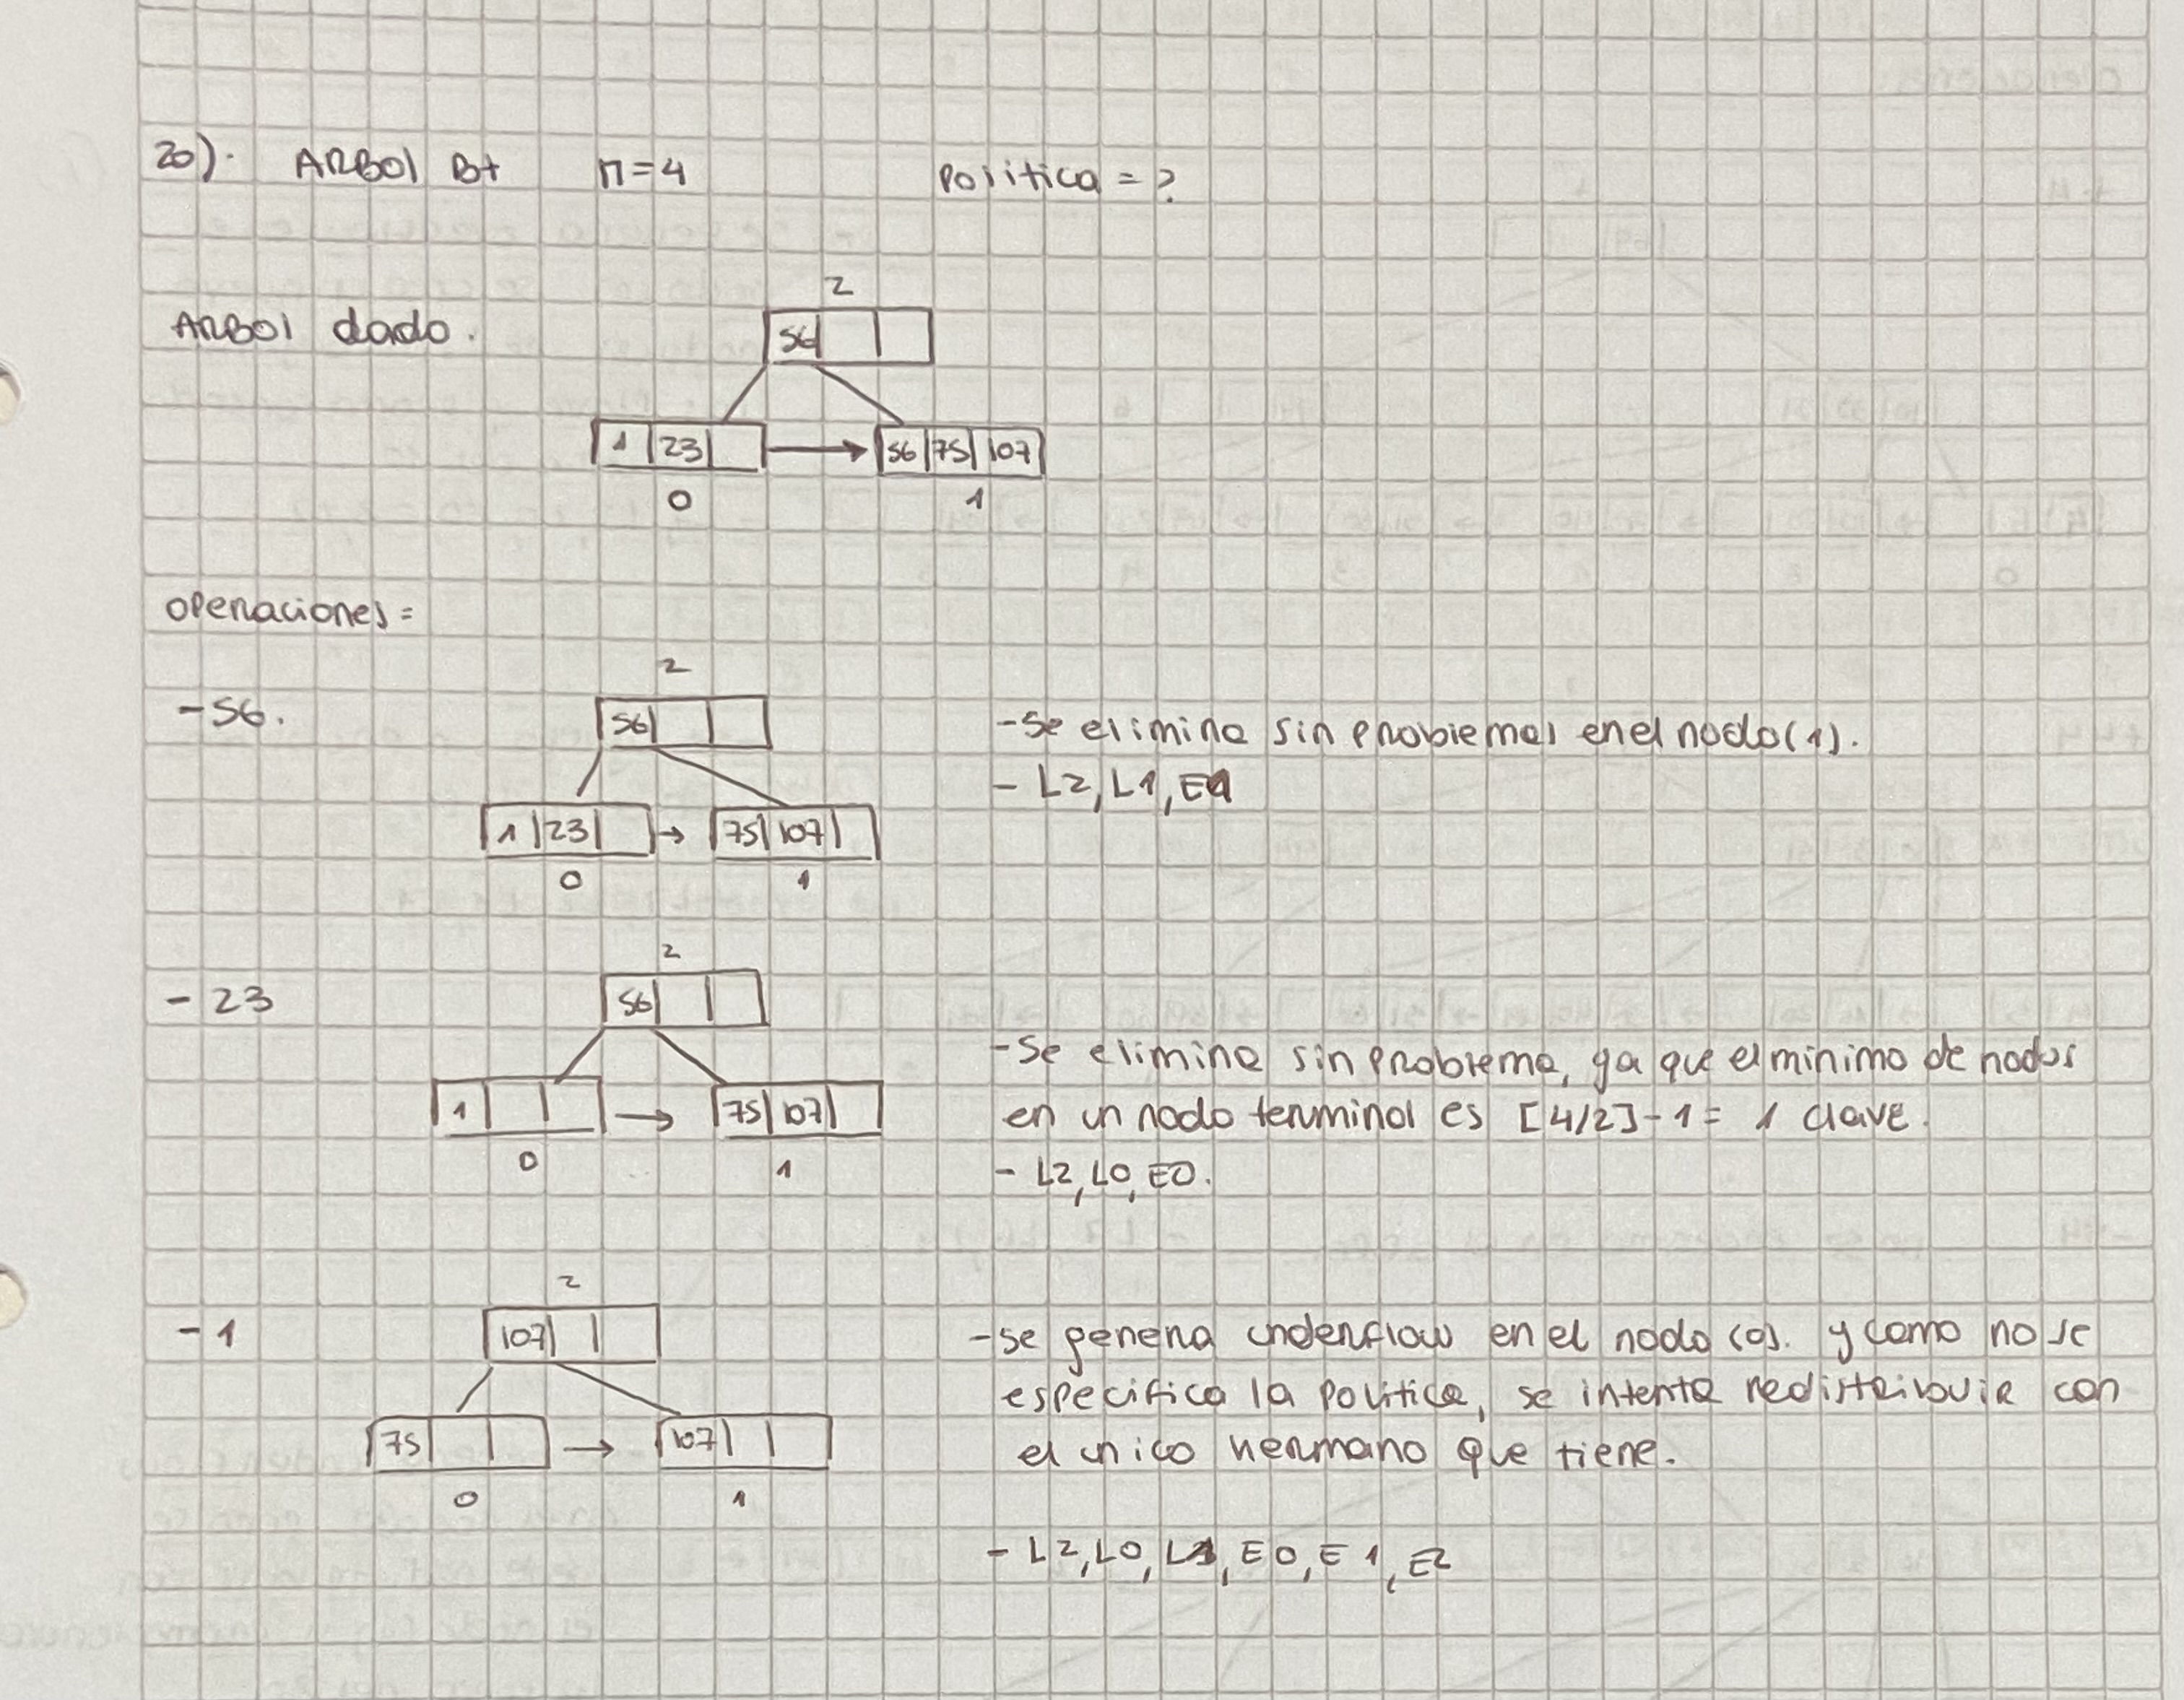 20). ARBOl B+ M=4 Politica = ?
2
ARBOl dado.
56
1 23 56 75 107
0 1
operaciones=
2
-56. 56 -Se elimina sin problemas en el nodo(1).
- L2, L1, E1
1 23 75 107
0 1
2
- 23 56
-Se elimina sin problema, ya que el minimo de nodos
1 75 107 en un nodo terminal es [4/2]-1= 1 clave.
0 1 - L2, L0, E0.
2
- 1 107 -se genera underflow en el nodo (0). y como no se
especifica la politica, se intenta redistribuir con
75 107 el unico hermano que tiene.
0 1
- L2, L0, L1, E0, E1, E2